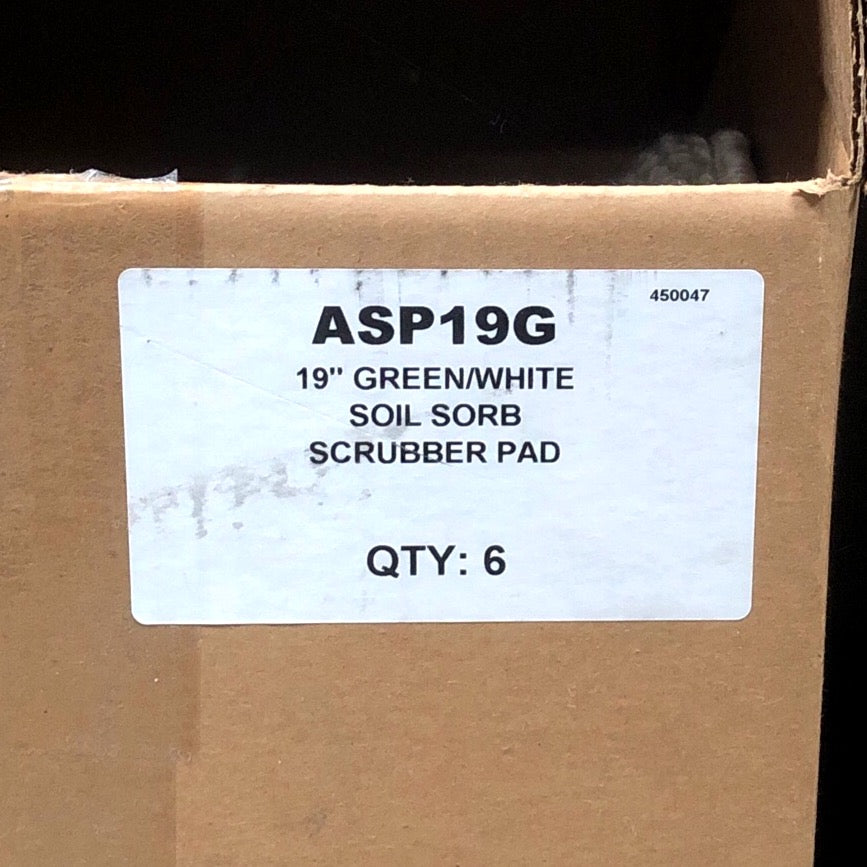 450047
ASP19G
19" GREEN/WHITE
SOIL SORB
SCRUBBER PAD
QTY: 6